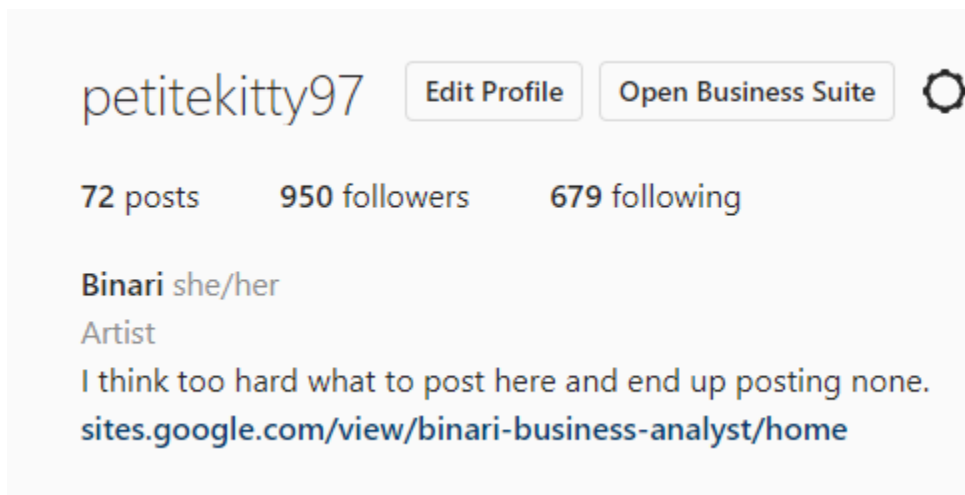 petitekitty97 Edit Profile Open Business Suite
72 posts 950 followers 679 following
Binari she/her
Artist
I think too hard what to post here and end up posting none.
sites.google.com/view/binari-business-analyst/home